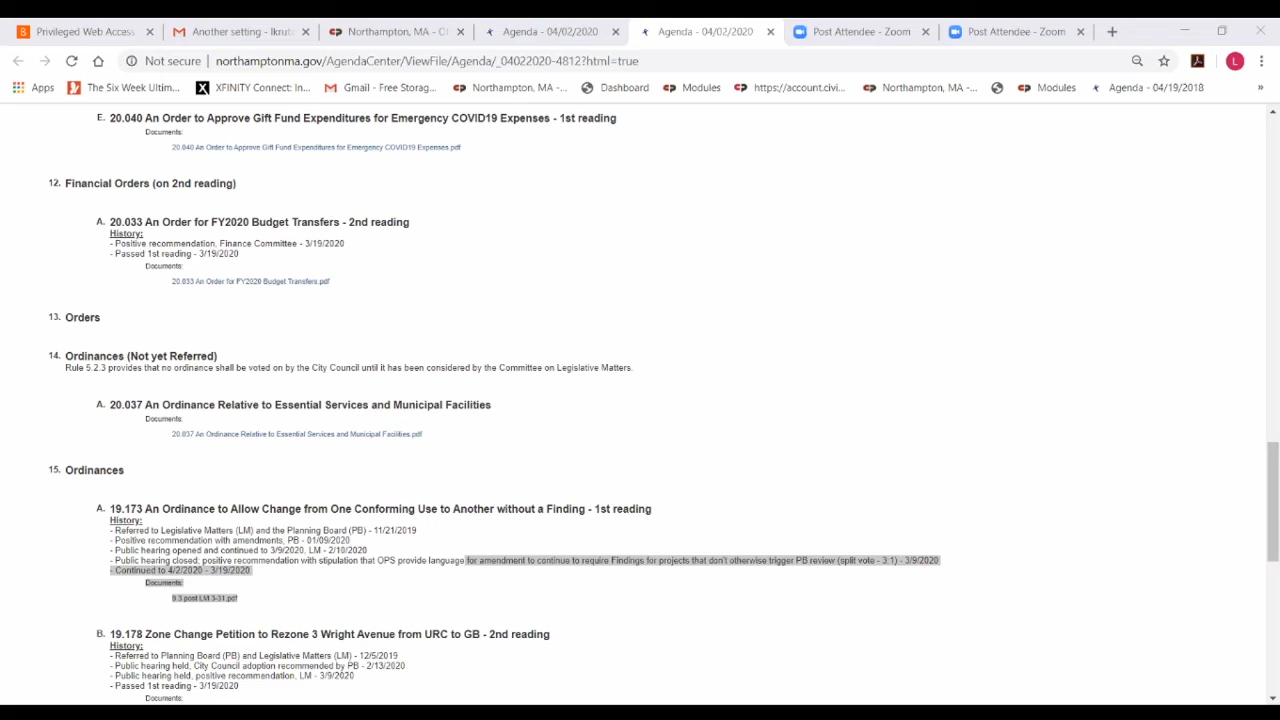 Privileged Web Access
Another setting - lkrut
Northampton, MA - O
Agenda - 04/02/2020
Agenda - 04/02/2020
Post Attendee - Zoom
Post Attendee - Zoom
Not secure | northamptonma.gov/AgendaCenter/ViewFile/Agenda/_04022020-4812?html=true
L
Apps
The Six Week Ultim...
XFINITY Connect: In...
Gmail - Free Storag...
Northampton, MA -...
Dashboard
Modules
https://account.civi...
Northampton, MA -...
Modules
Agenda - 04/19/2018
»
E. 20.040 An Order to Approve Gift Fund Expenditures for Emergency COVID19 Expenses - 1st reading
Documents:
20.040 An Order to Approve Gift Fund Expenditures for Emergency COVID19 Expenses.pdf
12. Financial Orders (on 2nd reading)
A. 20.033 An Order for FY2020 Budget Transfers - 2nd reading
History:
- Positive recommendation, Finance Committee - 3/19/2020
- Passed 1st reading - 3/19/2020
Documents:
20.033 An Order for FY2020 Budget Transfers.pdf
13. Orders
14. Ordinances (Not yet Referred)
Rule 5.2.3 provides that no ordinance shall be voted on by the City Council until it has been considered by the Committee on Legislative Matters.
A. 20.037 An Ordinance Relative to Essential Services and Municipal Facilities
Documents:
20.037 An Ordinance Relative to Essential Services and Municipal Facilities.pdf
15. Ordinances
A. 19.173 An Ordinance to Allow Change from One Conforming Use to Another without a Finding - 1st reading
History:
- Referred to Legislative Matters (LM) and the Planning Board (PB) - 11/21/2019
- Positive recommendation with amendments, PB - 01/09/2020
- Public hearing opened and continued to 3/9/2020, LM - 2/10/2020
- Public hearing closed; positive recommendation with stipulation that OPS provide language for amendment to continue to require Findings for projects that don't otherwise trigger PB review (split vote - 3:1) - 3/9/2020
- Continued to 4/2/2020 - 3/19/2020
Documents:
9.3 post LM 3-31.pdf
B. 19.178 Zone Change Petition to Rezone 3 Wright Avenue from URC to GB - 2nd reading
History:
- Referred to Planning Board (PB) and Legislative Matters (LM) - 12/5/2019
- Public hearing held, City Council adoption recommended by PB - 2/13/2020
- Public hearing held, positive recommendation, LM - 3/9/2020
- Passed 1st reading - 3/19/2020
Documents: